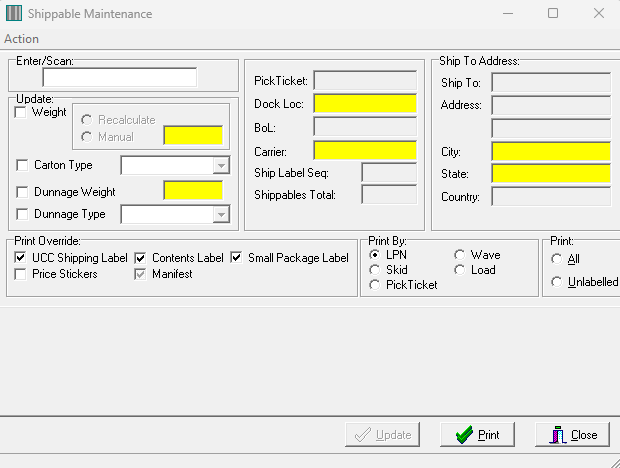 Shippable Maintenance
Action
Enter/Scan:
Update:
Weight
Recalculate
Manual
Carton Type
Dunnage Weight
Dunnage Type
PickTicket:
Dock Loc:
BoL:
Carrier:
Ship Label Seq:
Shippables Total:
Ship To Address:
Ship To:
Address:
City:
State:
Country:
Print Override:
UCC Shipping Label
Contents Label
Small Package Label
Price Stickers
Manifest
Print By:
LPN
Wave
Skid
Load
PickTicket
Print:
All
Unlabelled
Update
Print
Close